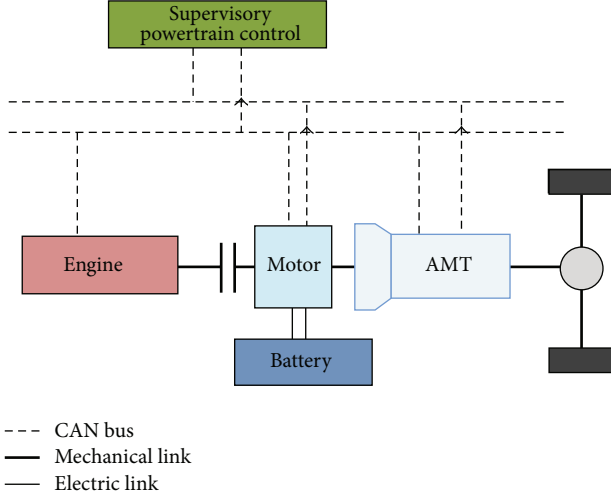 Supervisory
powertrain control
Engine
Motor
AMT
Battery
CAN bus
Mechanical link
Electric link